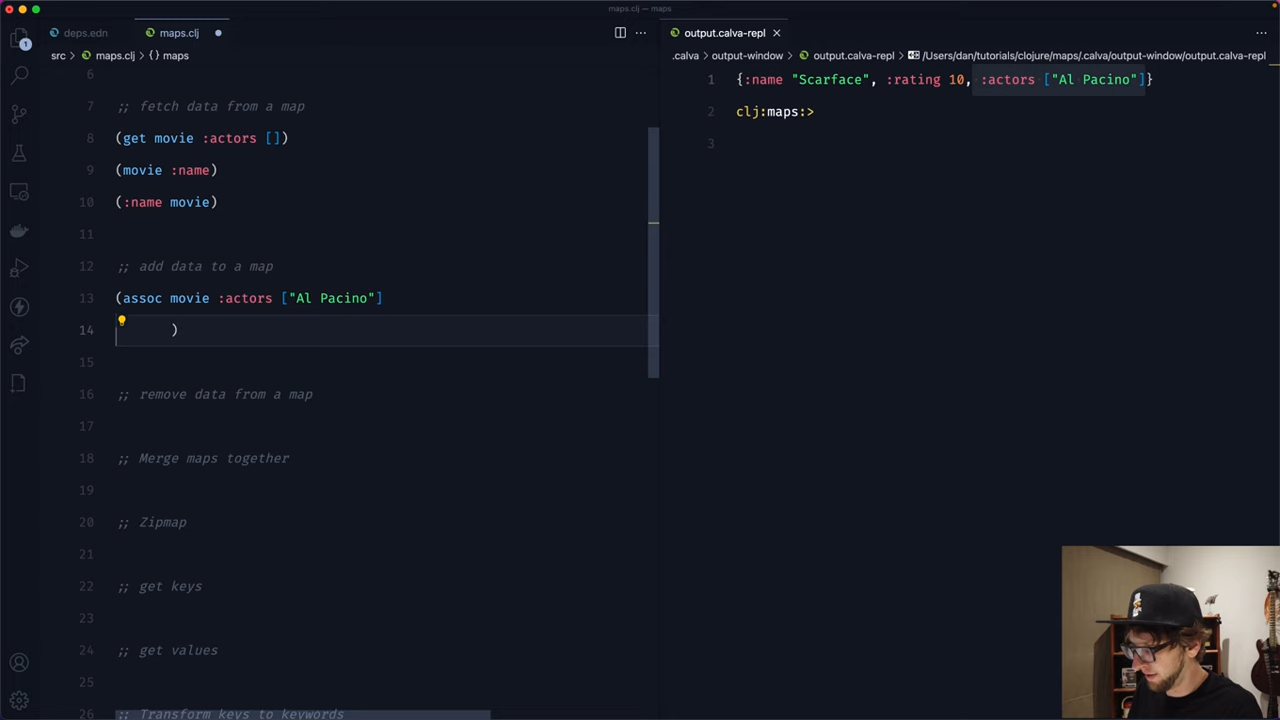 maps.clj — maps
deps.edn
maps.clj
output.calva-repl
src > maps.clj > {} maps
.calva > output-window > output.calva-repl > /Users/dan/tutorials/clojure/maps/.calva/output-window/output.calva-repl
1
6
7 ;; fetch data from a map
8 (get movie :actors [])
9 (movie :name)
10 (:name movie)
11
12 ;; add data to a map
13 (assoc movie :actors ["Al Pacino"]
14 )
15
16 ;; remove data from a map
17
18 ;; Merge maps together
19
20 ;; Zipmap
21
22 ;; get keys
23
24 ;; get values
25
26 ;; Transform keys to keywords
1 {:name "Scarface", :rating 10, :actors ["Al Pacino"]}
2 clj:maps:>
3